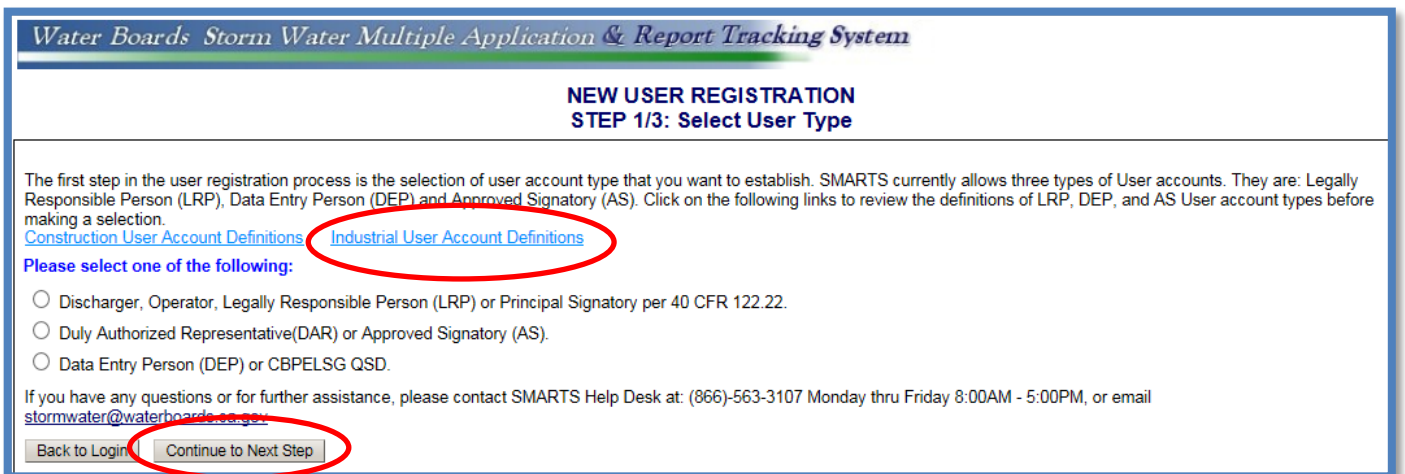 Water Boards Storm Water Multiple Application & Report Tracking System
NEW USER REGISTRATION
STEP 1/3: Select User Type
The first step in the user registration process is the selection of user account type that you want to establish. SMARTS currently allows three types of User accounts. They are: Legally
Responsible Person (LRP), Data Entry Person (DEP) and Approved Signatory (AS). Click on the following links to review the definitions of LRP, DEP, and AS User account types before
making a selection.
Construction User Account Definitions Industrial User Account Definitions
Please select one of the following:
Discharger, Operator, Legally Responsible Person (LRP) or Principal Signatory per 40 CFR 122.22.
Duly Authorized Representative(DAR) or Approved Signatory (AS).
Data Entry Person (DEP) or CBPELSG QSD.
If you have any questions or for further assistance, please contact SMARTS Help Desk at: (866)-563-3107 Monday thru Friday 8:00AM - 5:00PM, or email
stormwater@waterboards.ca.gov
Back to Login Continue to Next Step